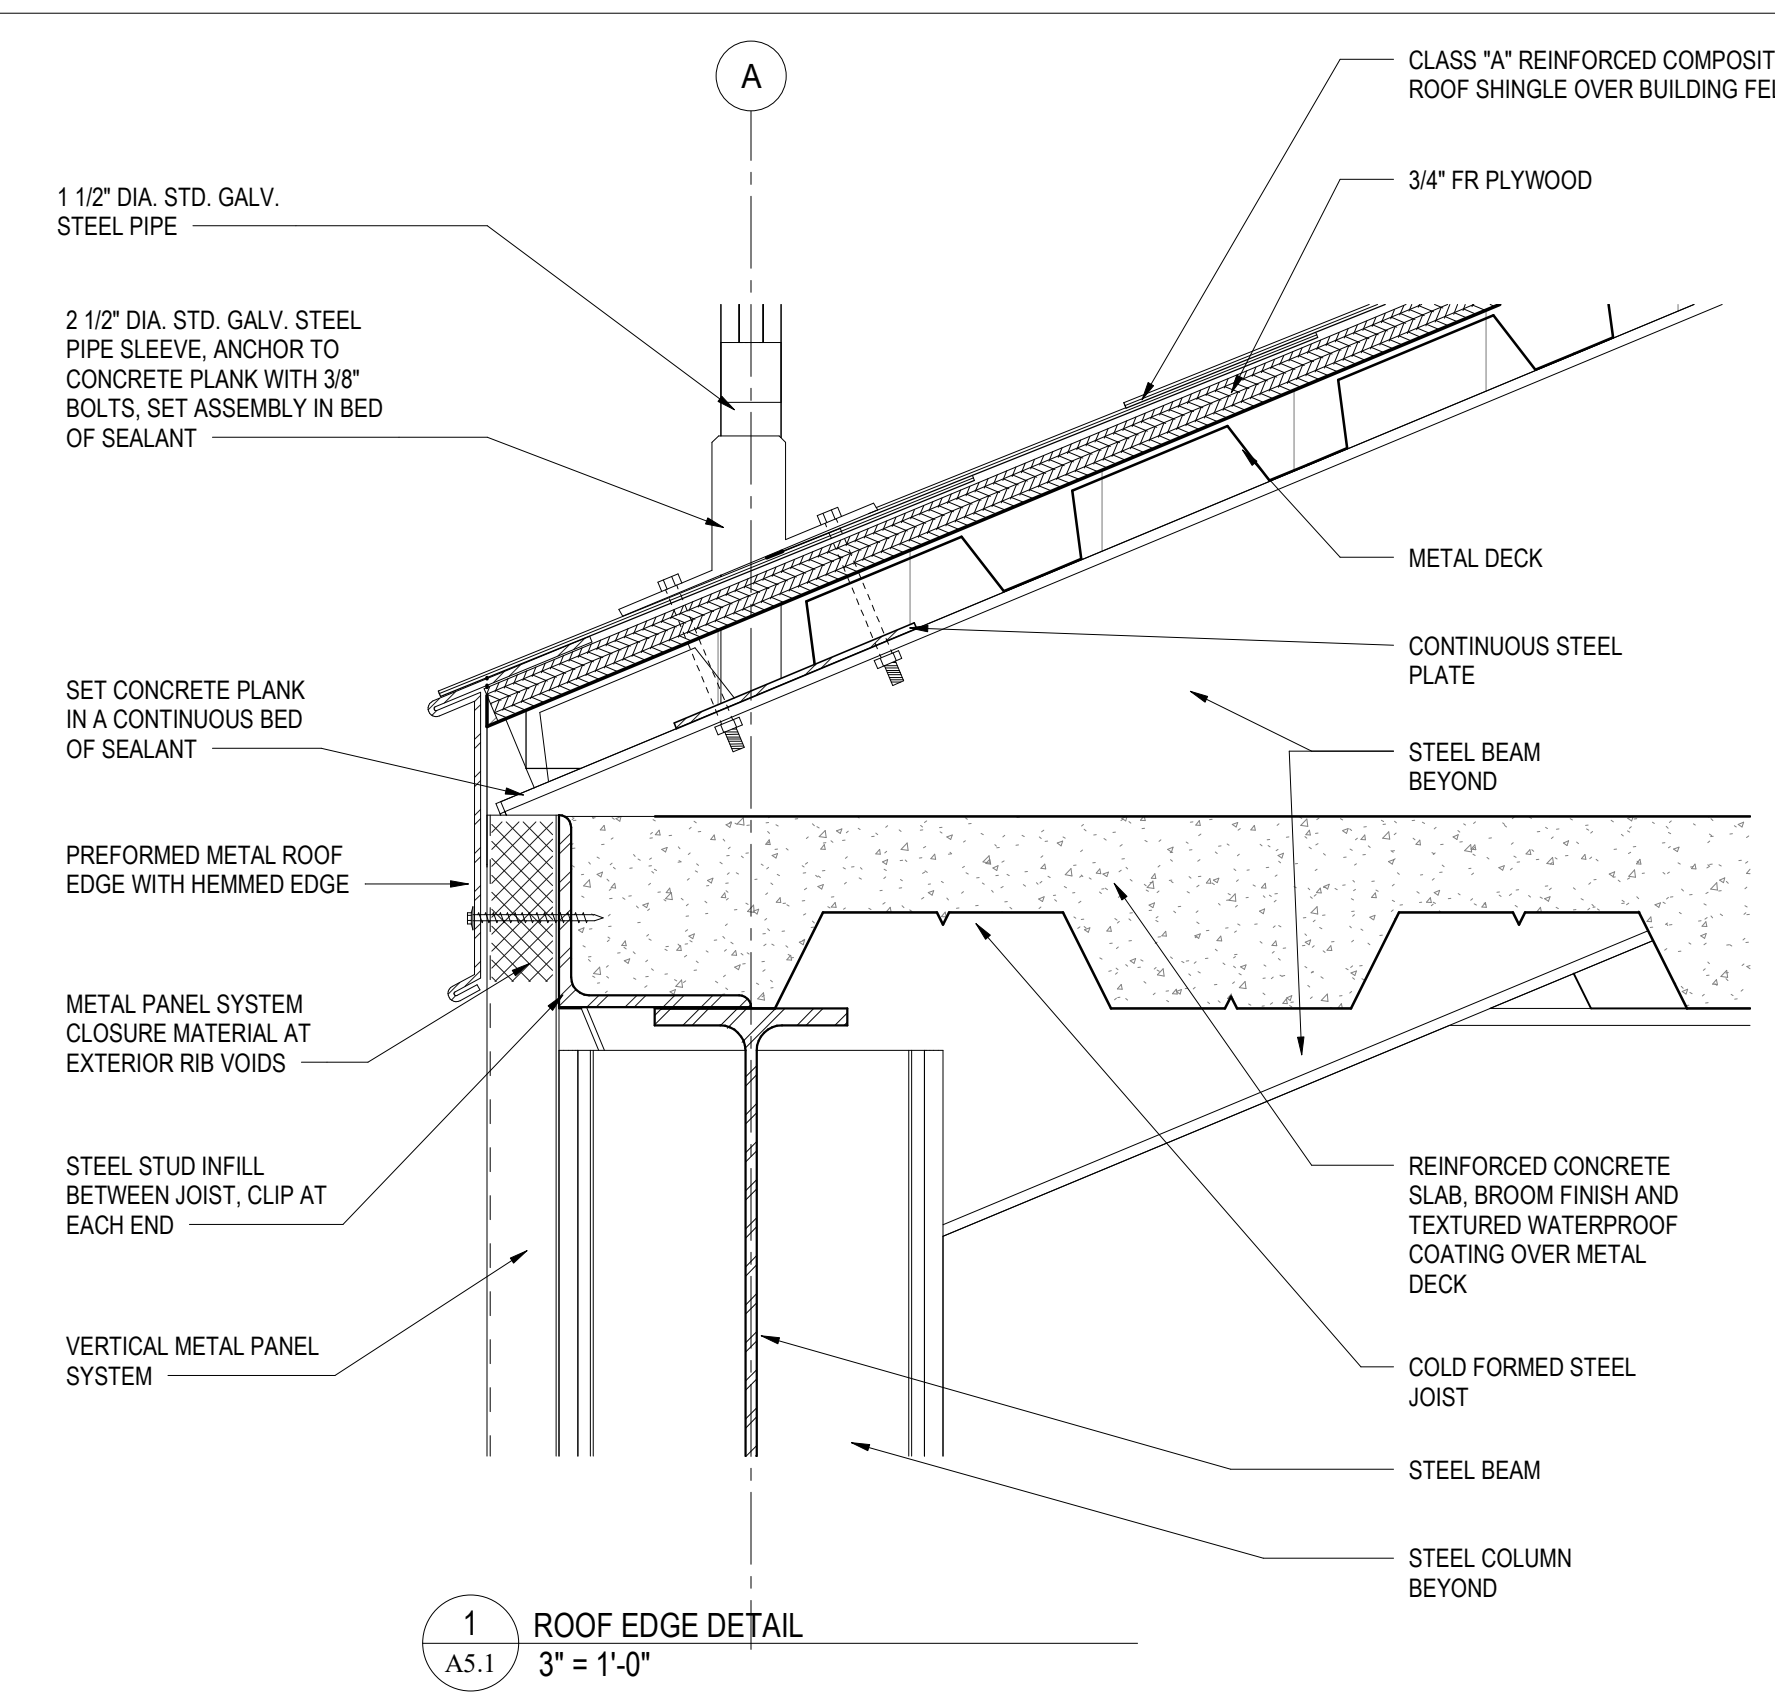 A
CLASS "A" REINFORCED COMPOSIT
ROOF SHINGLE OVER BUILDING FEL
3/4" FR PLYWOOD
1 1/2" DIA. STD. GALV.
STEEL PIPE
2 1/2" DIA. STD. GALV. STEEL
PIPE SLEEVE, ANCHOR TO
CONCRETE PLANK WITH 3/8"
BOLTS, SET ASSEMBLY IN BED
OF SEALANT
METAL DECK
CONTINUOUS STEEL
PLATE
SET CONCRETE PLANK
IN A CONTINUOUS BED
OF SEALANT
STEEL BEAM
BEYOND
PREFORMED METAL ROOF
EDGE WITH HEMMED EDGE
METAL PANEL SYSTEM
CLOSURE MATERIAL AT
EXTERIOR RIB VOIDS
STEEL STUD INFILL
BETWEEN JOIST, CLIP AT
EACH END
REINFORCED CONCRETE
SLAB, BROOM FINISH AND
TEXTURED WATERPROOF
COATING OVER METAL
DECK
VERTICAL METAL PANEL
SYSTEM
COLD FORMED STEEL
JOIST
STEEL BEAM
STEEL COLUMN
BEYOND
1
A5.1
ROOF EDGE DETAIL
3" = 1'-0"